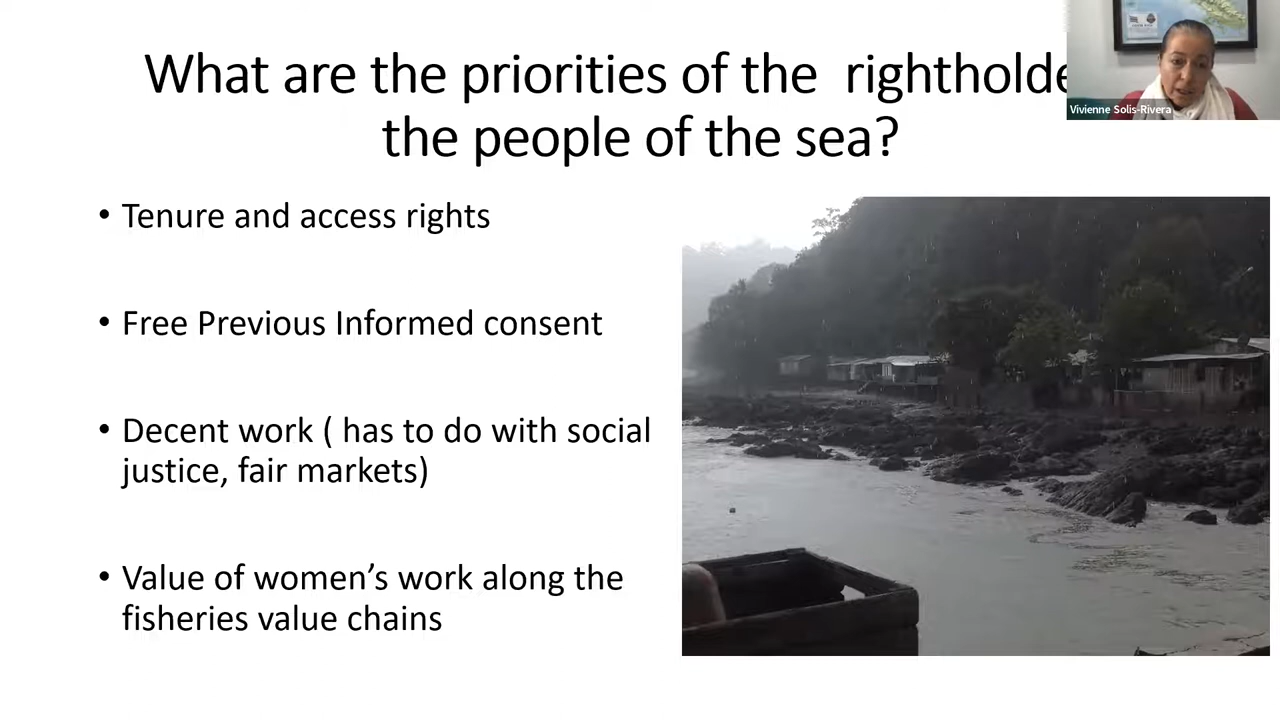 What are the priorities of the rightholde
the people of the sea?
Vivienne Solis-Rivera
• Tenure and access rights
• Free Previous Informed consent
• Decent work ( has to do with social
justice, fair markets)
• Value of women’s work along the
fisheries value chains